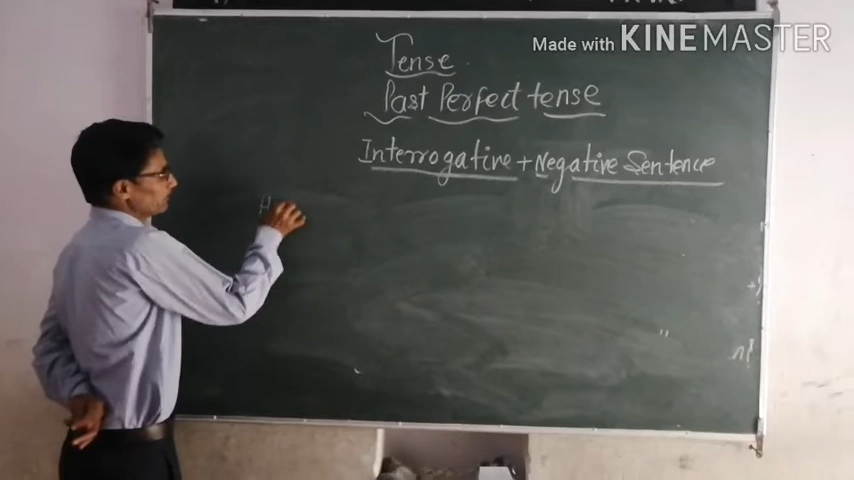 Made with KINEMASTER
Tense
Past Perfect tense
Interrogative + Negative Sentence
H